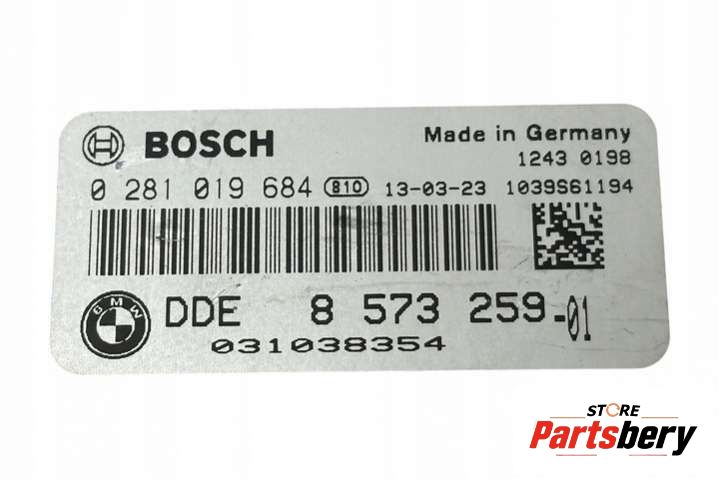 BOSCH Made in Germany
1243 0198
0 281 019 684 810 13-03-23 1039S61194
BMW DDE 8 573 259-01
031038354
STORE
Partsbery